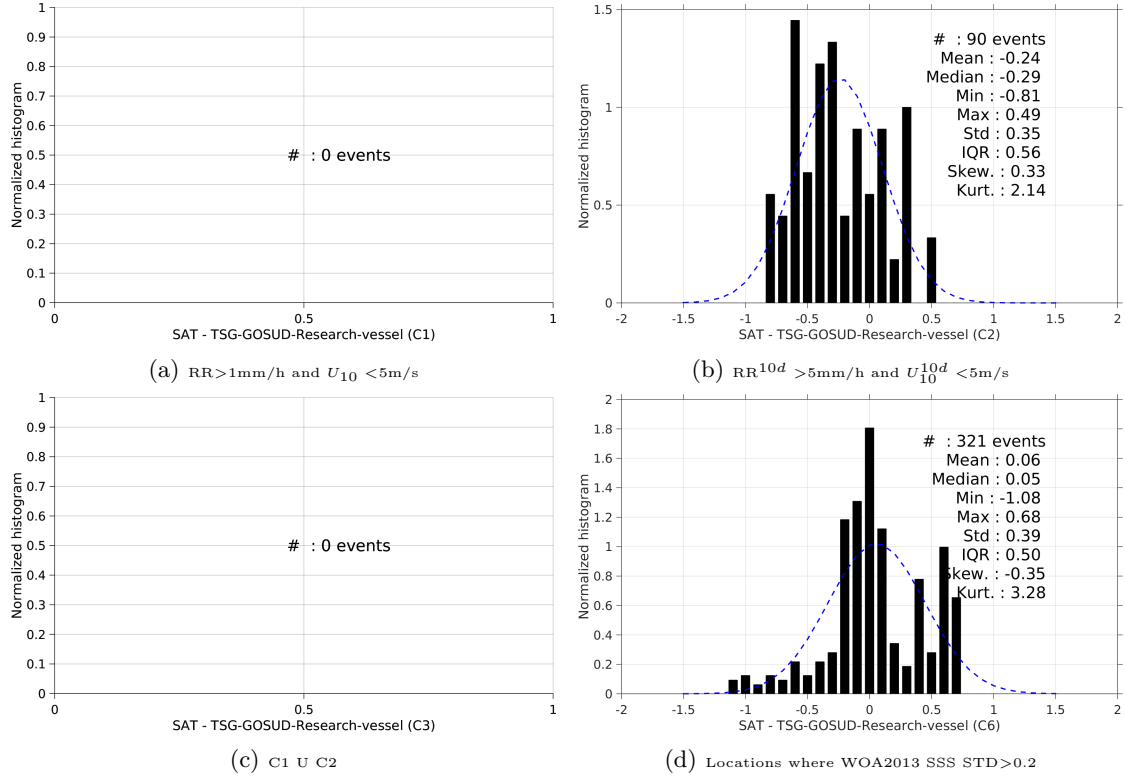 1
0.9
0.8
0.7
0.6
0.5
0.4
0.3
0.2
0.1
0
Normalized histogram
# : 0 events
0 0.5 1
SAT - TSG-GOSUD-Research-vessel (C1)
(a) RR>1mm/h and U10 <5m/s
1.5
1
0.5
0
Normalized histogram
# : 90 events
Mean : -0.24
Median : -0.29
Min : -0.81
Max : 0.49
Std : 0.35
IQR : 0.56
Skew. : 0.33
Kurt. : 2.14
-2 -1.5 -1 -0.5 0 0.5 1 1.5 2
SAT - TSG-GOSUD-Research-vessel (C2)
(b) RR^10d >5mm/h and U10^10d <5m/s
1
0.9
0.8
0.7
0.6
0.5
0.4
0.3
0.2
0.1
0
Normalized histogram
# : 0 events
0 0.5 1
SAT - TSG-GOSUD-Research-vessel (C3)
(c) C1 U C2
2
1.8
1.6
1.4
1.2
1
0.8
0.6
0.4
0.2
0
Normalized histogram
# : 321 events
Mean : 0.06
Median : 0.05
Min : -1.08
Max : 0.68
Std : 0.39
IQR : 0.50
Skew. : -0.35
Kurt. : 3.28
-2 -1.5 -1 -0.5 0 0.5 1 1.5 2
SAT - TSG-GOSUD-Research-vessel (C6)
(d) Locations where WOA2013 SSS STD>0.2